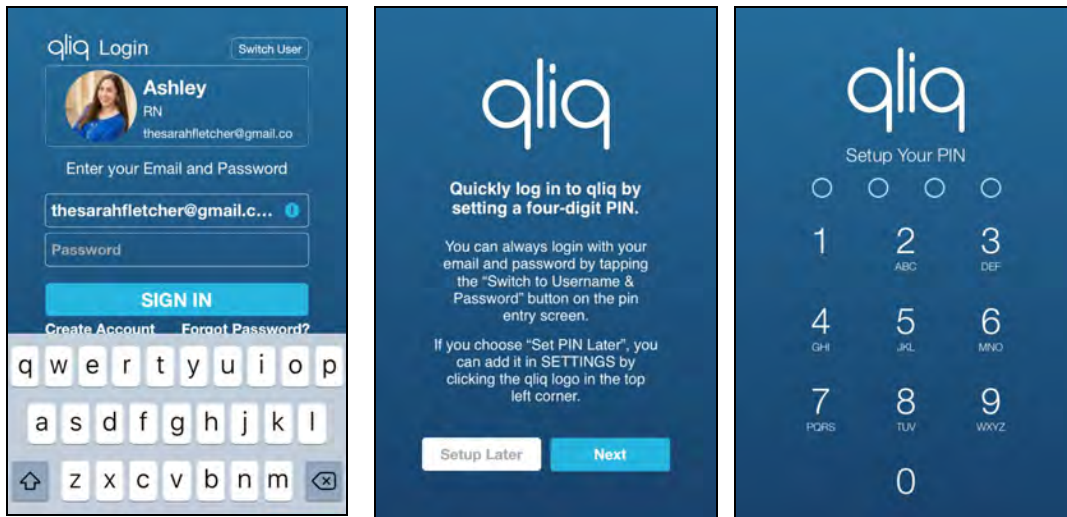 qliq Login
Switch User
Ashley
RN
thesarahfletcher@gmail.co
Enter your Email and Password
thesarahfletcher@gmail.c...
Password
SIGN IN
Create Account Forgot Password?
q w e r t y u i o p
a s d f g h j k l
z x c v b n m
qliq
Quickly log in to qliq by
setting a four-digit PIN.
You can always login with your
email and password by tapping
the “Switch to Username &
Password” button on the pin
entry screen.
If you choose “Set PIN Later”, you
can add it in SETTINGS by
clicking the qliq logo in the top
left corner.
Setup Later Next
qliq
Setup Your PIN
1 2 3
ABC DEF
4 5 6
GHI JKL MNO
7 8 9
PQRS TUV WXYZ
0